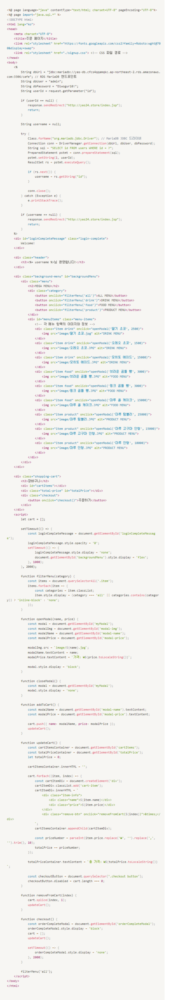 <%@ page language="java" contentType="text/html; charset=UTF-8" pageEncoding="UTF-8"%>
<%@ page import="java.sql.*" %>
<!DOCTYPE html>
<html lang="ko">
<head>
<meta charset="UTF-8">
<title>주문 페이지</title>
<link rel="stylesheet" href="https://fonts.googleapis.com/css2?family=Roboto:wght@70
0&display=swap">
<link rel="stylesheet" href="./signup.css"> <!-- CSS 파일 경로 -->
</head>
<body>
<%
String dbUrl = "jdbc:mariadb://yas-db.cfcs4qqamqkc.ap-northeast-2.rds.amazonaws.
com:3306/cafe"; // RDS MariaDB 엔드포인트
String dbUser = "admin";
String dbPassword = "Dlwogur10!";
String userId = request.getParameter("id");
if (userId == null) {
response.sendRedirect("http://yas24.store/index.jsp");
return;
}
String username = null;
try {
Class.forName("org.mariadb.jdbc.Driver"); // MariaDB JDBC 드라이버
Connection conn = DriverManager.getConnection(dbUrl, dbUser, dbPassword);
String sql = "SELECT id FROM users WHERE id = ?";
PreparedStatement pstmt = conn.prepareStatement(sql);
pstmt.setString(1, userId);
ResultSet rs = pstmt.executeQuery();
if (rs.next()) {
username = rs.getString("id");
}
conn.close();
} catch (Exception e) {
e.printStackTrace();
}
if (username == null) {
response.sendRedirect("http://yas24.store/index.jsp");
return;
}
%>
<div id="loginCompleteMessage" class="login-complete">
Welcome!
</div>
<div class="header">
<h3><%= username %>님 환영합니다!</h3>
</div>
<div class="background-menu" id="backgroundMenu">
<div class="menu">
<h2>MEGA MENU</h2>
<div class="category">
<button onclick="filterMenu('all')">ALL MENU</button>
<button onclick="filterMenu('drink')">DRINK MENU</button>
<button onclick="filterMenu('food')">FOOD MENU</button>
<button onclick="filterMenu('product')">PRODUCT MENU</button>
</div>
<div id="menuItems" class="menu-items">
<!-- 각 메뉴 항목의 이미지와 정보 -->
<div class="item drink" onclick="openModal('딸기 초코', 2500)">
<img src="image/딸기 초코.jpg" alt="DRINK MENU">
</div>
<div class="item drink" onclick="openModal('오레오 초코', 1500)">
<img src="image/오레오 초코.JPG" alt="DRINK MENU">
</div>
<div class="item drink" onclick="openModal('모히또 에이드', 15000)">
<img src="image/모히또 에이드.JPG" alt="DRINK MENU">
</div>
<div class="item food" onclick="openModal('브라운 곰돌 빵', 3000)">
<img src="image/브라운 곰돌 빵.JPG" alt="FOOD MENU">
</div>
<div class="item food" onclick="openModal('핑크 곰돌 빵', 3000)">
<img src="image/핑크 곰돌 빵.JPG" alt="FOOD MENU">
</div>
<div class="item food" onclick="openModal('마루 홀 케이크', 15000)">
<img src="image/마루 홀 케이크.JPG" alt="FOOD MENU">
</div>
<div class="item product" onclick="openModal('마루 텀블러', 25000)">
<img src="image/마루 텀블러.JPG" alt="PRODUCT MENU">
</div>
<div class="item product" onclick="openModal('마루 고구마 인형', 15000)">
<img src="image/마루 고구마 인형.JPG" alt="PRODUCT MENU">
</div>
<div class="item product" onclick="openModal('마루 인형', 10000)">
<img src="image/마루 인형.JPG" alt="PRODUCT MENU">
</div>
</div>
</div>
</div>
<div class="shopping-cart">
<h3>장바구니</h3>
<div id="cartItems"></div>
<div class="total-price" id="totalPrice"></div>
<div class="checkout">
<button onclick="checkout()">주문하기</button>
</div>
</div>
<script>
let cart = [];
setTimeout(() => {
const loginCompleteMessage = document.getElementById('loginCompleteMessag
e');
loginCompleteMessage.style.opacity = '0';
setTimeout(() => {
loginCompleteMessage.style.display = 'none';
document.getElementById('backgroundMenu').style.display = 'flex';
}, 1000);
}, 2000);
function filterMenu(category) {
const items = document.querySelectorAll('.item');
items.forEach(item => {
const categories = item.classList;
item.style.display = (category === 'all' || categories.contains(categor
y)) ? 'inline-block' : 'none';
});
}
function openModal(name, price) {
const modal = document.getElementById('myModal');
const modalImg = document.getElementById('modal-img');
const modalName = document.getElementById('modal-name');
const modalPrice = document.getElementById('modal-price');
modalImg.src = `image/${name}.jpg`;
modalName.textContent = name;
modalPrice.textContent = `가격: ₩${price.toLocaleString()}`;
modal.style.display = 'block';
}
function closeModal() {
const modal = document.getElementById('myModal');
modal.style.display = 'none';
}
function addToCart() {
const modalName = document.getElementById('modal-name').textContent;
const modalPrice = document.getElementById('modal-price').textContent;
cart.push({ name: modalName, price: modalPrice });
updateCart();
}
function updateCart() {
const cartItemsContainer = document.getElementById('cartItems');
const totalPriceContainer = document.getElementById('totalPrice');
let totalPrice = 0;
cartItemsContainer.innerHTML = '';
cart.forEach((item, index) => {
const cartItemDiv = document.createElement('div');
cartItemDiv.classList.add('cart-item');
cartItemDiv.innerHTML = `
<div class="item-info">
<div class="name">${item.name}</div>
<div class="price">${item.price}</div>
</div>
<div class="remove-btn" onclick="removeFromCart(${index})">&times;</
div>
`;
cartItemsContainer.appendChild(cartItemDiv);
const priceNumber = parseInt(item.price.replace('₩', '').replace(',',
'').trim(), 10);
totalPrice += priceNumber;
});
totalPriceContainer.textContent = `총 가격: ₩${totalPrice.toLocaleString()}
`;
const checkoutButton = document.querySelector('.checkout button');
checkoutButton.disabled = cart.length === 0;
}
function removeFromCart(index) {
cart.splice(index, 1);
updateCart();
}
function checkout() {
const orderCompleteModal = document.getElementById('orderCompleteModal');
orderCompleteModal.style.display = 'block';
cart = [];
updateCart();
setTimeout(() => {
orderCompleteModal.style.display = 'none';
}, 2000);
}
filterMenu('all');
</script>
</body>
</html>